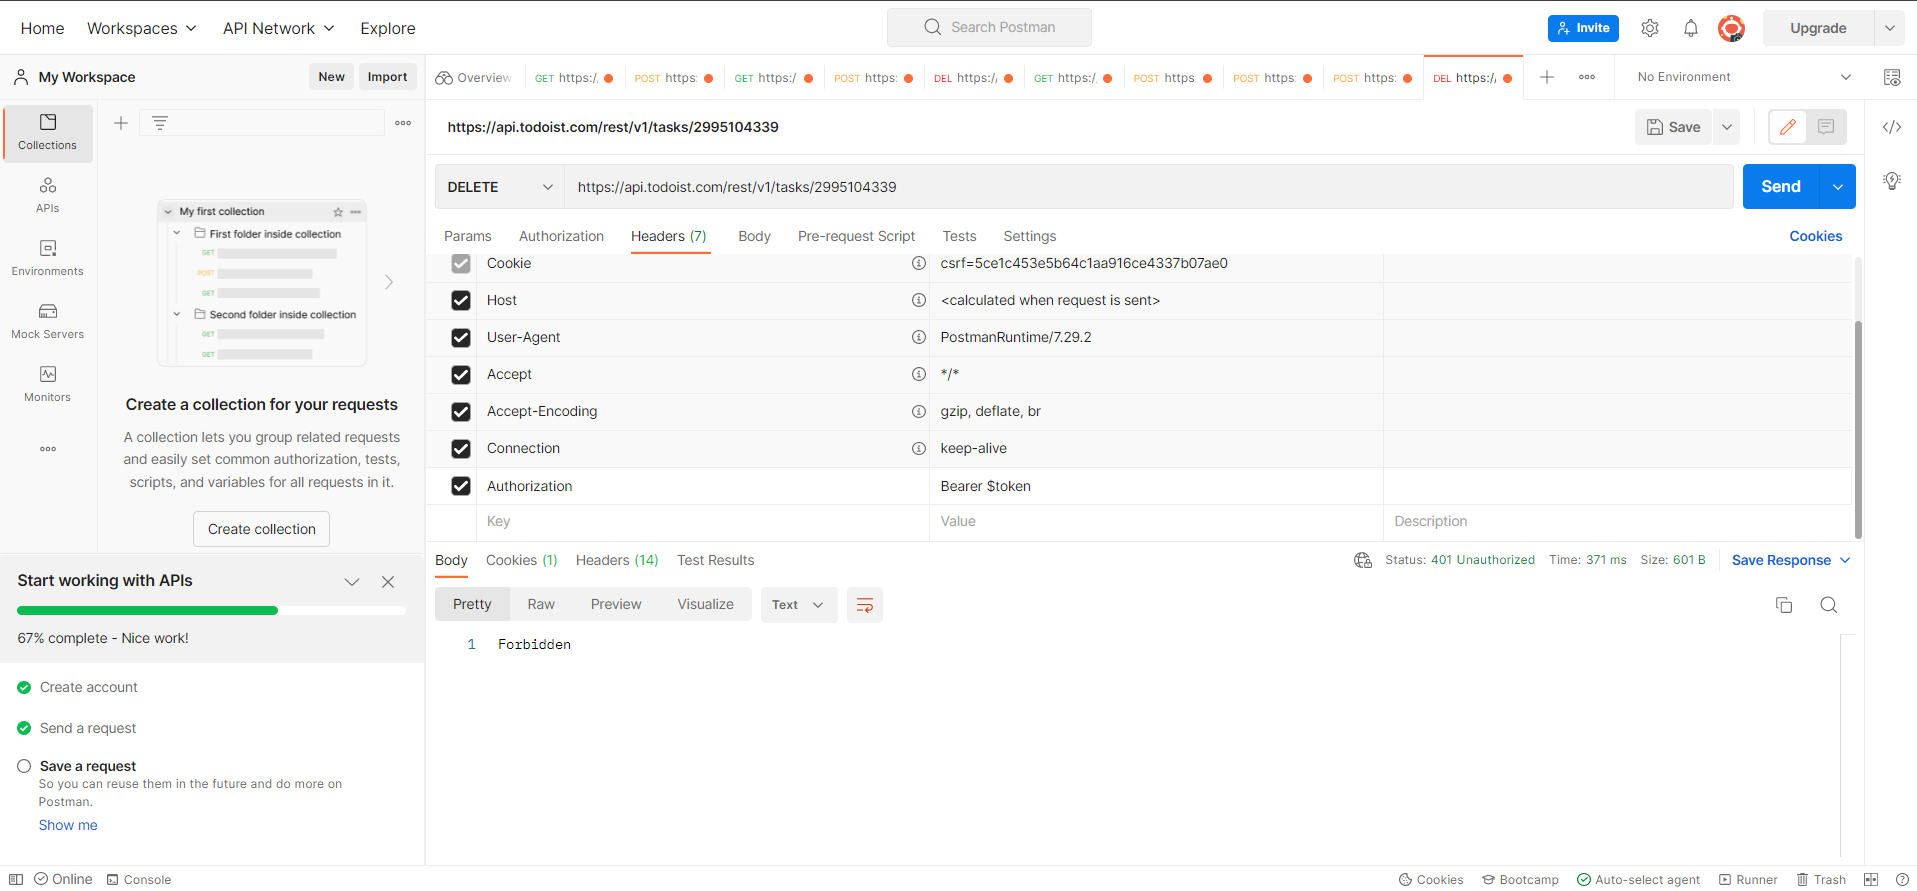 Home Workspaces API Network Explore Search Postman Invite Upgrade
My Workspace New Import
Overview GET https:/ POST https: GET https:/ POST https: DEL https:/ GET https:/ POST https: POST https: POST https: DEL https:/ No Environment
Collections
APIs
Environments
Mock Servers
Monitors
My first collection
First folder inside collection
GET
POST
GET
Second folder inside collection
GET
GET
Create a collection for your requests
A collection lets you group related requests
and easily set common authorization, tests,
scripts, and variables for all requests in it.
Create collection
Start working with APIs
67% complete - Nice work!
Create account
Send a request
Save a request
So you can reuse them in the future and do more on
Postman.
Show me
https://api.todoist.com/rest/v1/tasks/2995104339 Save
DELETE https://api.todoist.com/rest/v1/tasks/2995104339 Send
Params Authorization Headers (7) Body Pre-request Script Tests Settings Cookies
Cookie csrf=5ce1c453e5b64c1aa916ce4337b07ae0
Host <calculated when request is sent>
User-Agent PostmanRuntime/7.29.2
Accept */*
Accept-Encoding gzip, deflate, br
Connection keep-alive
Authorization Bearer $token
Key Value Description
Body Cookies (1) Headers (14) Test Results Status: 401 Unauthorized Time: 371 ms Size: 601 B Save Response
Pretty Raw Preview Visualize Text
1 Forbidden
Online Console Cookies Bootcamp Auto-select agent Runner Trash